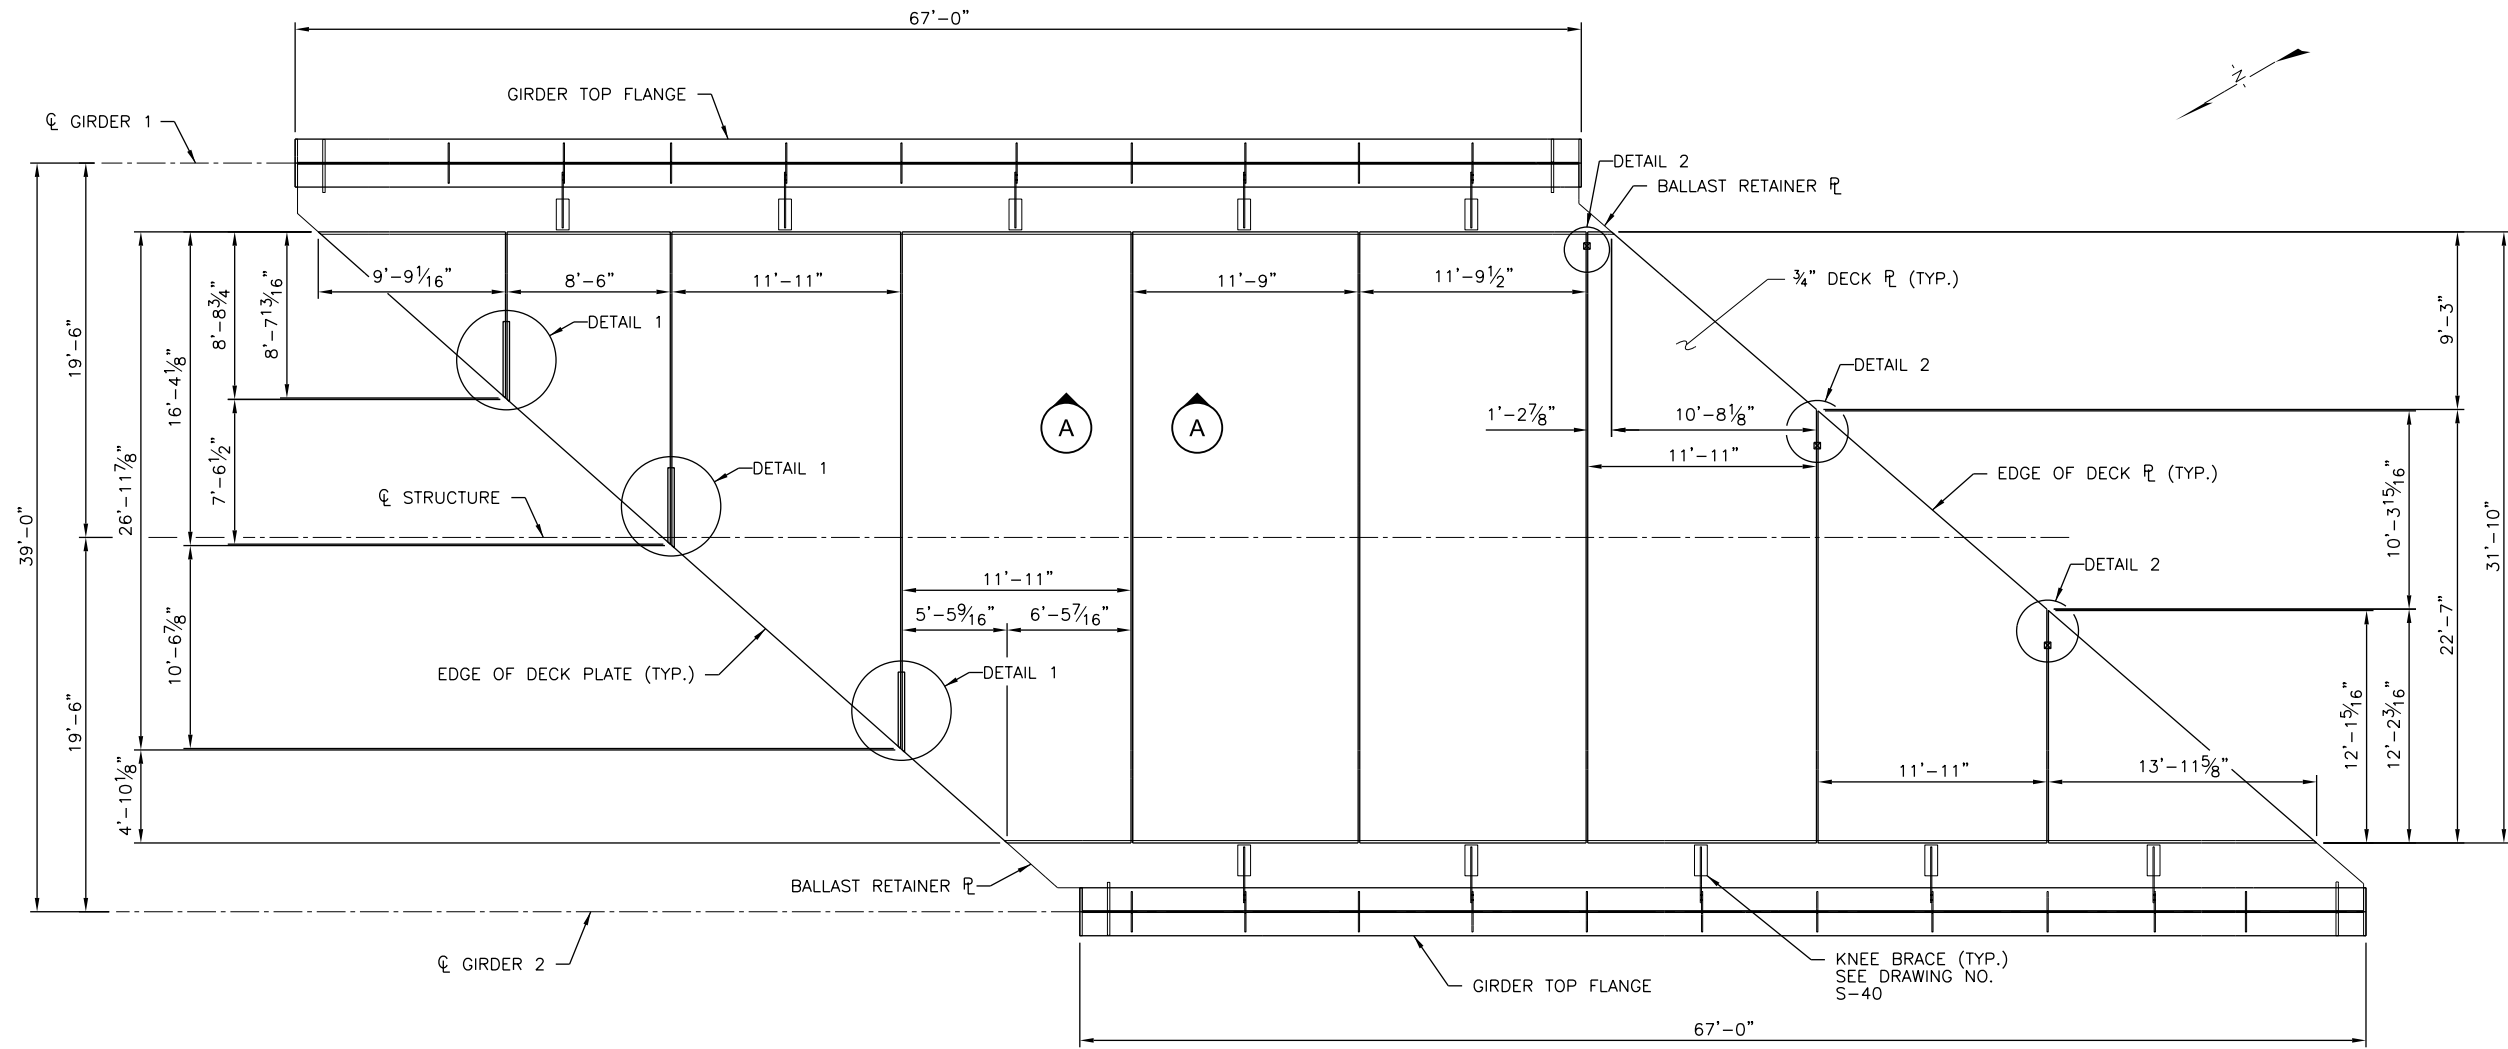 67'-0"
GIRDER TOP FLANGE
℄ GIRDER 1
-N-
DETAIL 2
BALLAST RETAINER ⅊
9'-9 1/16"
8'-6"
11'-11"
11'-9"
11'-9 1/2"
¾" DECK ⅊ (TYP.)
DETAIL 1
8'-8 3/4"
8'-7 13/16"
19'-6"
16'-4 1/8"
9'-3"
DETAIL 2
A
A
1'-2 7/8"
10'-8 1/8"
11'-11"
DETAIL 1
7'-6 1/2"
EDGE OF DECK ⅊ (TYP.)
℄ STRUCTURE
26'-11 7/8"
39'-0"
10'-3 15/16"
31'-10"
DETAIL 2
11'-11"
5'-5 9/16"
6'-5 7/16"
22'-7"
10'-6 7/8"
EDGE OF DECK PLATE (TYP.)
DETAIL 1
19'-6"
12'-1 5/16"
12'-2 3/16"
11'-11"
13'-11 5/8"
4'-10 1/8"
BALLAST RETAINER ⅊
℄ GIRDER 2
KNEE BRACE (TYP.)
SEE DRAWING NO.
S-40
GIRDER TOP FLANGE
67'-0"